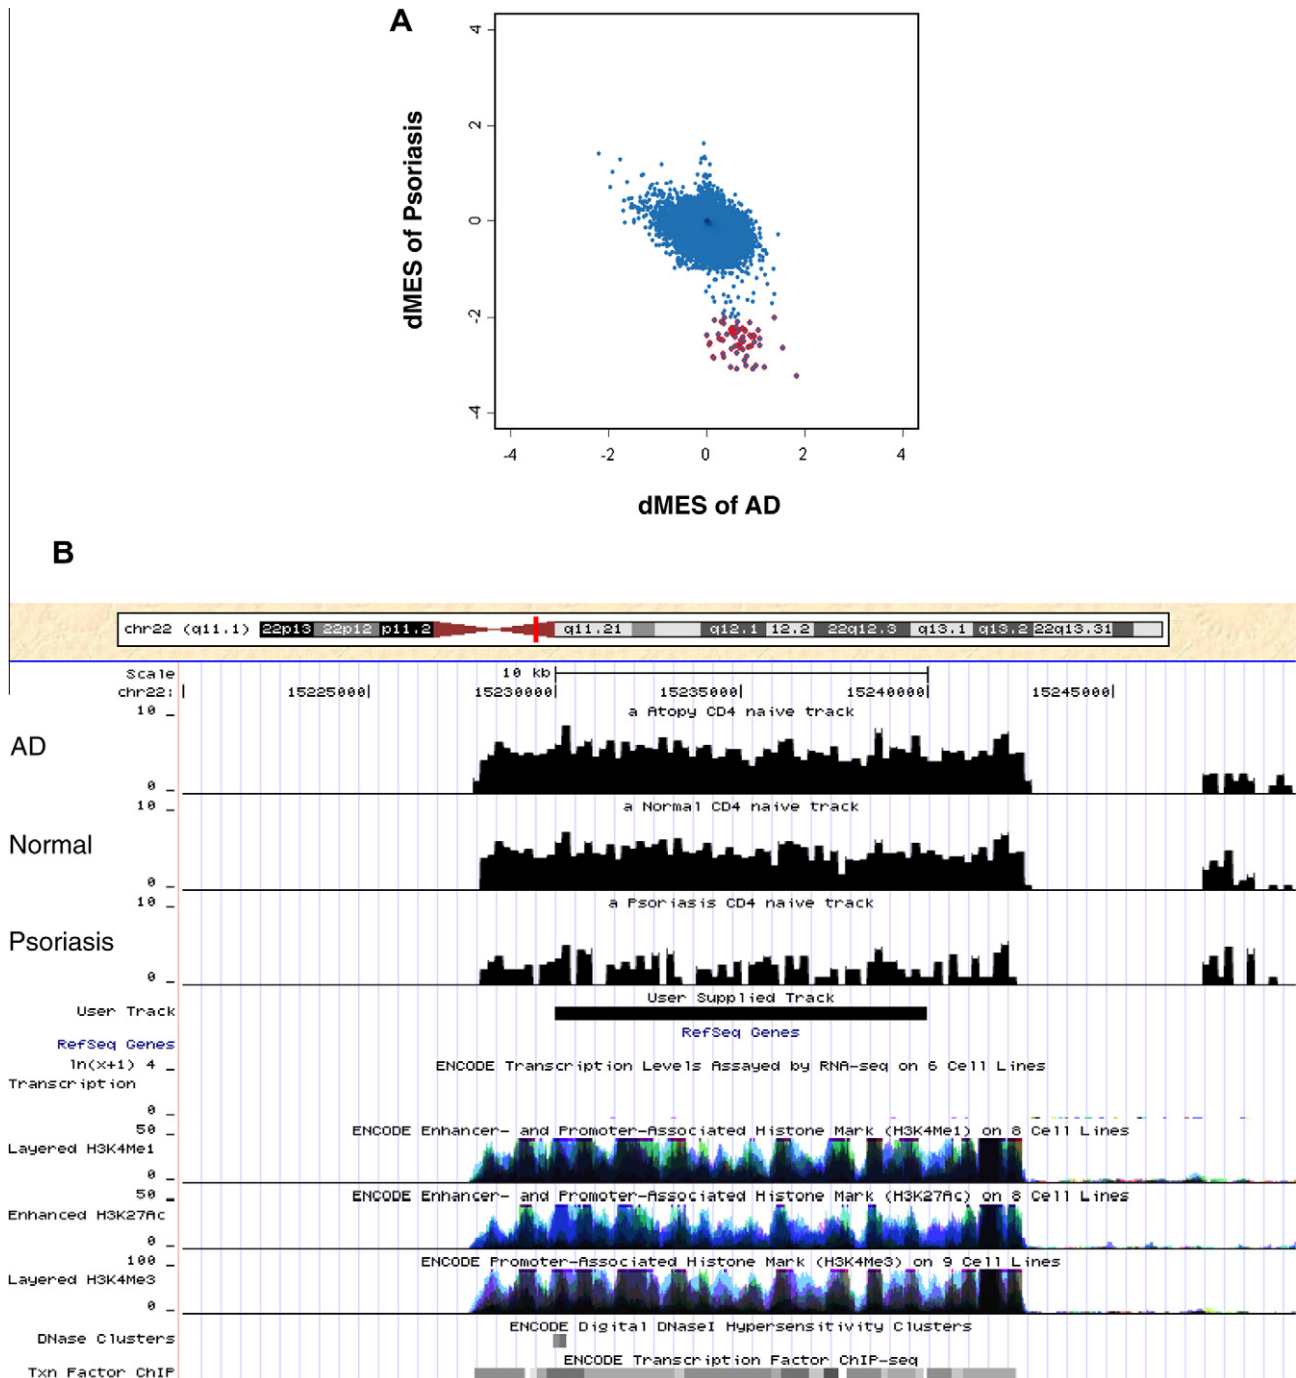 A
4
2
0
-2
-4
dMES of Psoriasis
-4 -2 0 2 4
dMES of AD
B
chr22 (q11.1) 22p13 22p12 p11.2 q11.21 q12.1 12.2 22q12.3 q13.1 q13.2 22q13.31
Scale 10 kb
chr22: 15225000 15230000 15235000 15240000 15245000
10 _ a Atopy CD4 naive track
AD
0 _
10 _ a Normal CD4 naive track
Normal
0 _
10 _ a Psoriasis CD4 naive track
Psoriasis
0 _
User Supplied Track
User Track
RefSeq Genes
RefSeq Genes
ln(x+1) 4 _ ENCODE Transcription Levels Assayed by RNA-seq on 6 Cell Lines
Transcription
0 _
50 _ ENCODE Enhancer- and Promoter-Associated Histone Mark (H3K4Me1) on 8 Cell Lines
Layered H3K4Me1
0 _
50 _ ENCODE Enhancer- and Promoter-Associated Histone Mark (H3K27Ac) on 8 Cell Lines
Enhanced H3K27Ac
0 _
100 _ ENCODE Promoter-Associated Histone Mark (H3K4Me3) on 9 Cell Lines
Layered H3K4Me3
0 _
ENCODE Digital DNaseI Hypersensitivity Clusters
DNase Clusters
ENCODE Transcription Factor ChIP-seq
Txn Factor ChIP